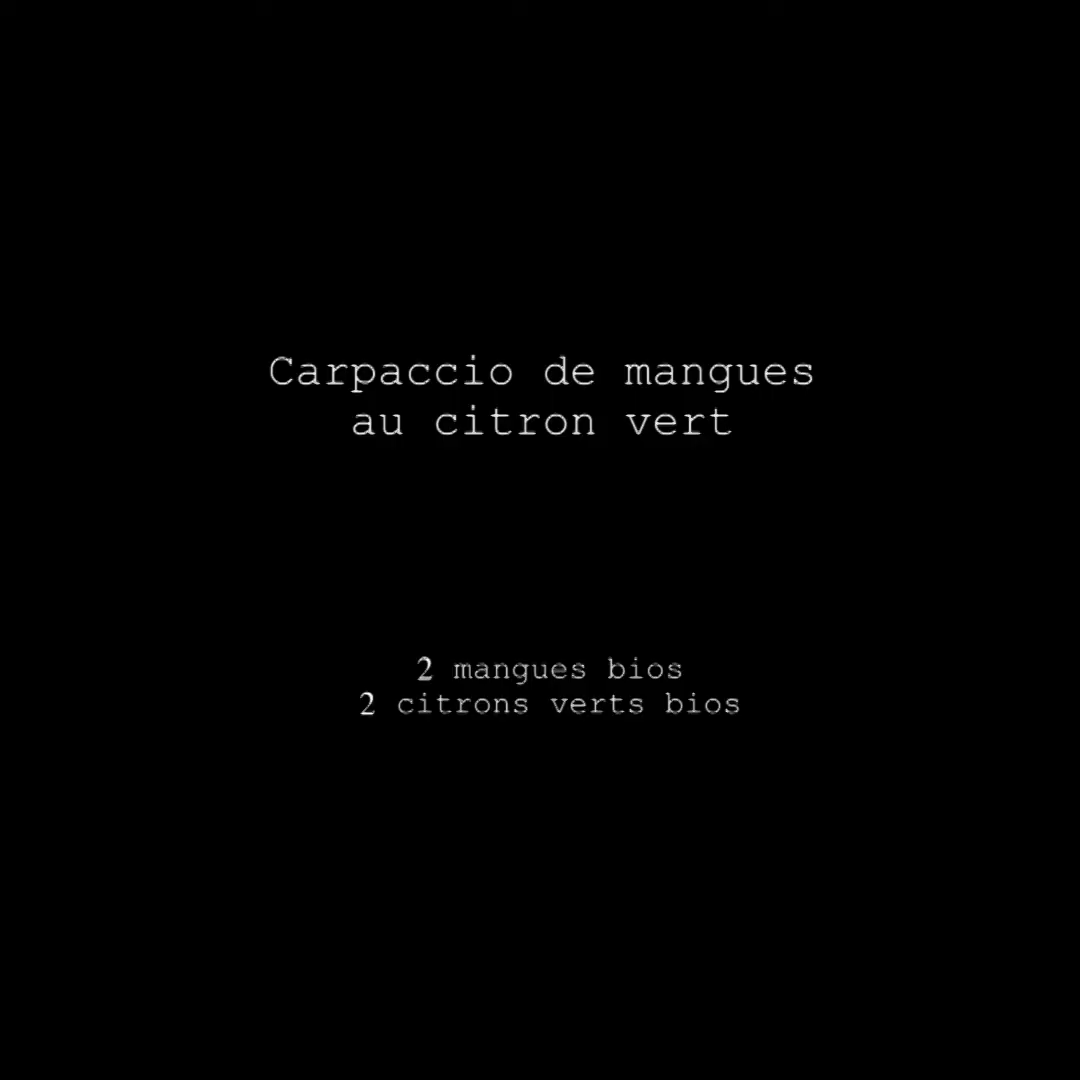 Carpaccio de mangues
au citron vert
2 mangues bios
2 citrons verts bios